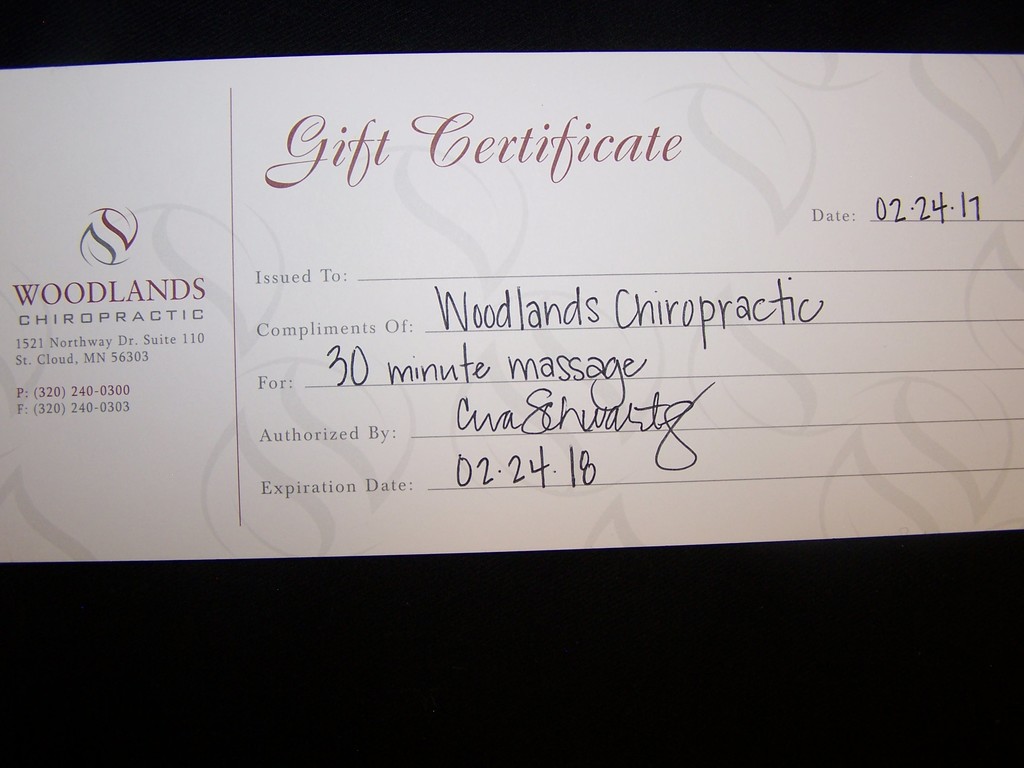 Gift Certificate
Date: 02.24.17
WOODLANDS
CHIROPRACTIC
1521 Northway Dr. Suite 110
St. Cloud, MN 56303
P: (320) 240-0300
F: (320) 240-0303
Issued To:
Compliments Of: Woodlands Chiropractic
For: 30 minute massage
Authorized By: Schwartz
Expiration Date: 02.24.18